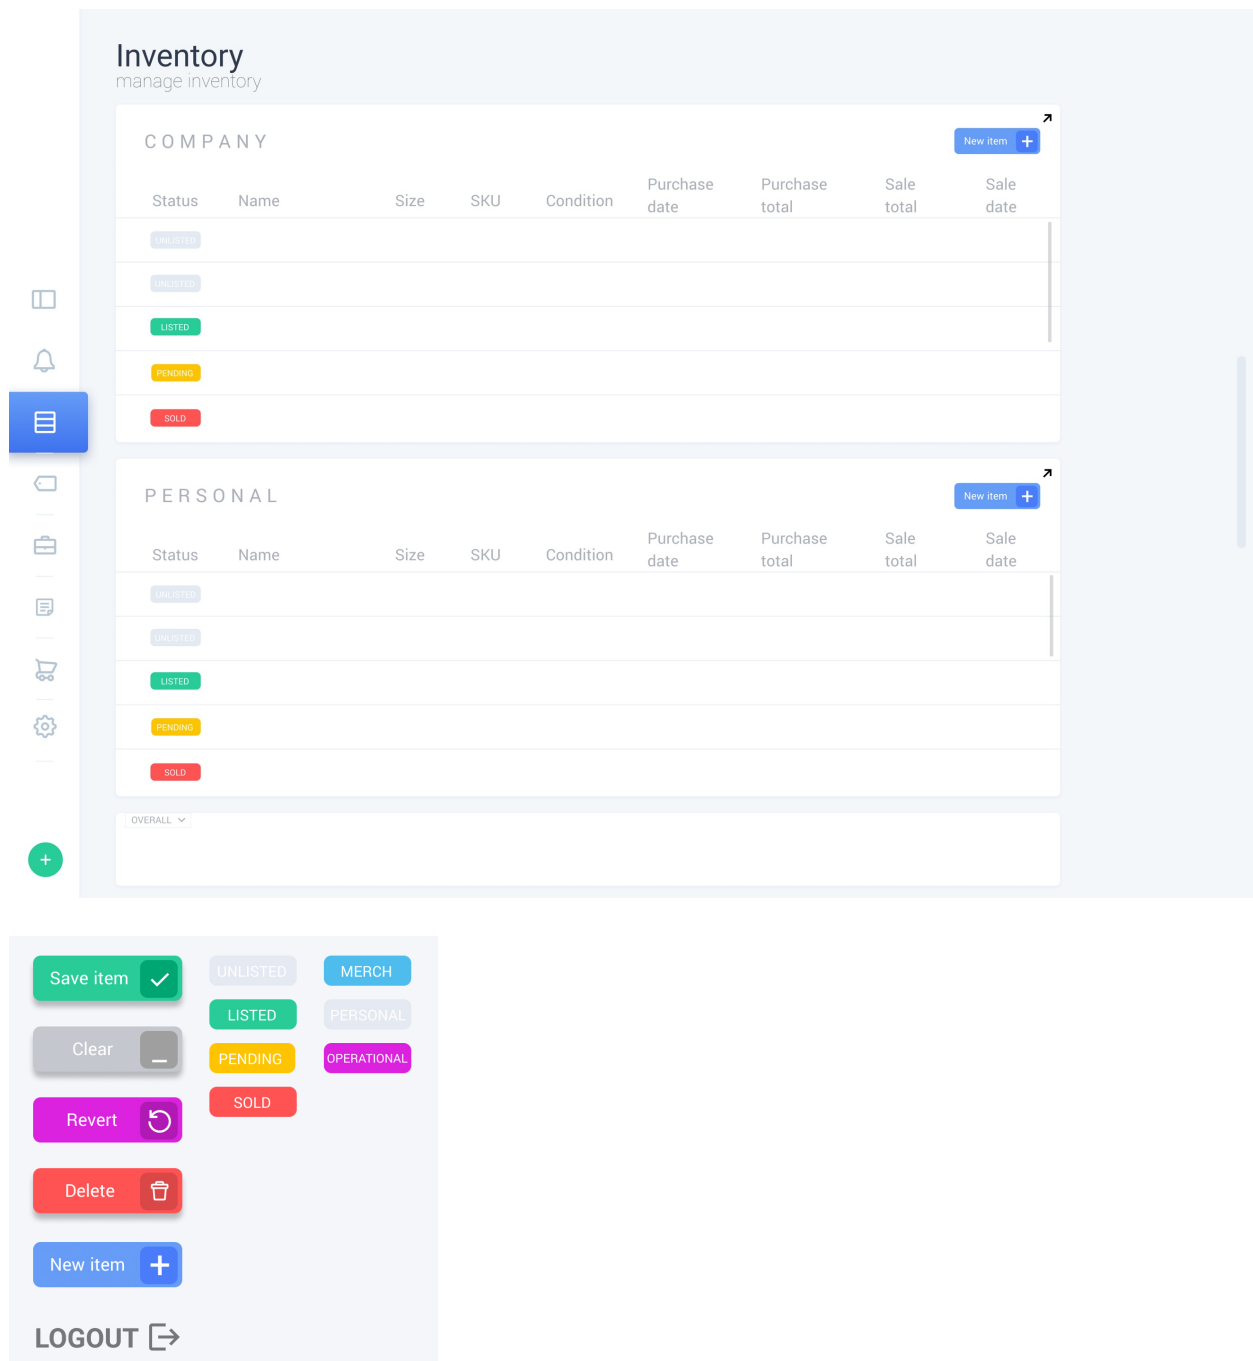 Inventory
manage inventory
COMPANY
New item
Status Name Size SKU Condition Purchase date Purchase total Sale total Sale date
UNLISTED
UNLISTED
LISTED
PENDING
SOLD
PERSONAL
New item
Status Name Size SKU Condition Purchase date Purchase total Sale total Sale date
UNLISTED
UNLISTED
LISTED
PENDING
SOLD
OVERALL
Save item
Clear
Revert
Delete
New item
LOGOUT
UNLISTED
LISTED
PENDING
SOLD
MERCH
PERSONAL
OPERATIONAL